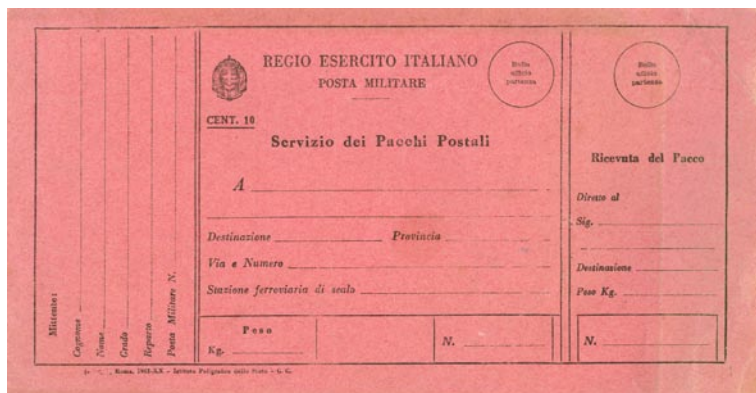 Mittente:
Cognome
Nome
Grado
Reparto
Posta Militare N.
REGIO ESERCITO ITALIANO
POSTA MILITARE
Bollo
ufficio
partenza
CENT. 10
Servizio dei Pacchi Postali
A
Destinazione Provincia
Via e Numero
Stazione ferroviaria di scalo
Peso
Kg. N.
Bollo
ufficio
partenza
Ricevuta del Pacco
Diretto al
Sig.
Destinazione
Peso Kg.
N.
Roma, 1942-XX - Istituto Poligrafico dello Stato - G. C.